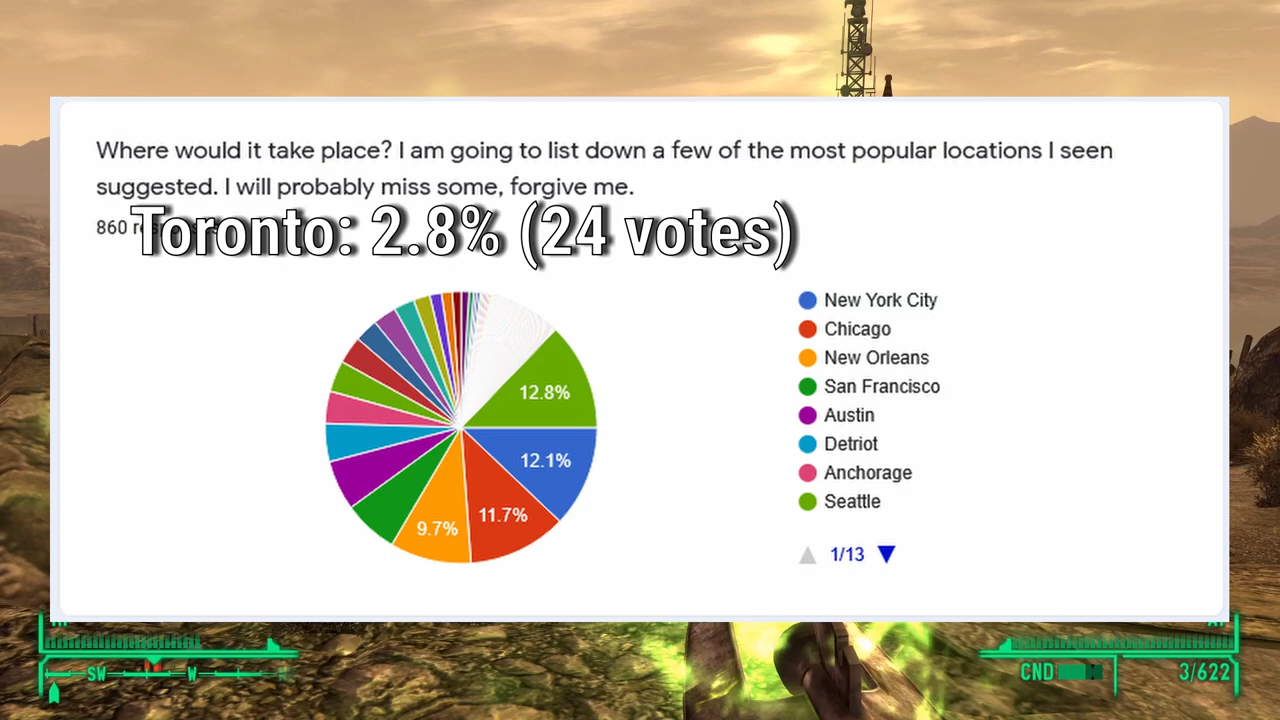 Where would it take place? I am going to list down a few of the most popular locations I seen
suggested. I will probably miss some, forgive me.
860
Toronto: 2.8% (24 votes)
New York City
Chicago
New Orleans
San Francisco
Austin
Detriot
Anchorage
Seattle
1/13
12.8%
12.1%
11.7%
9.7%
SW W
CND
3/622